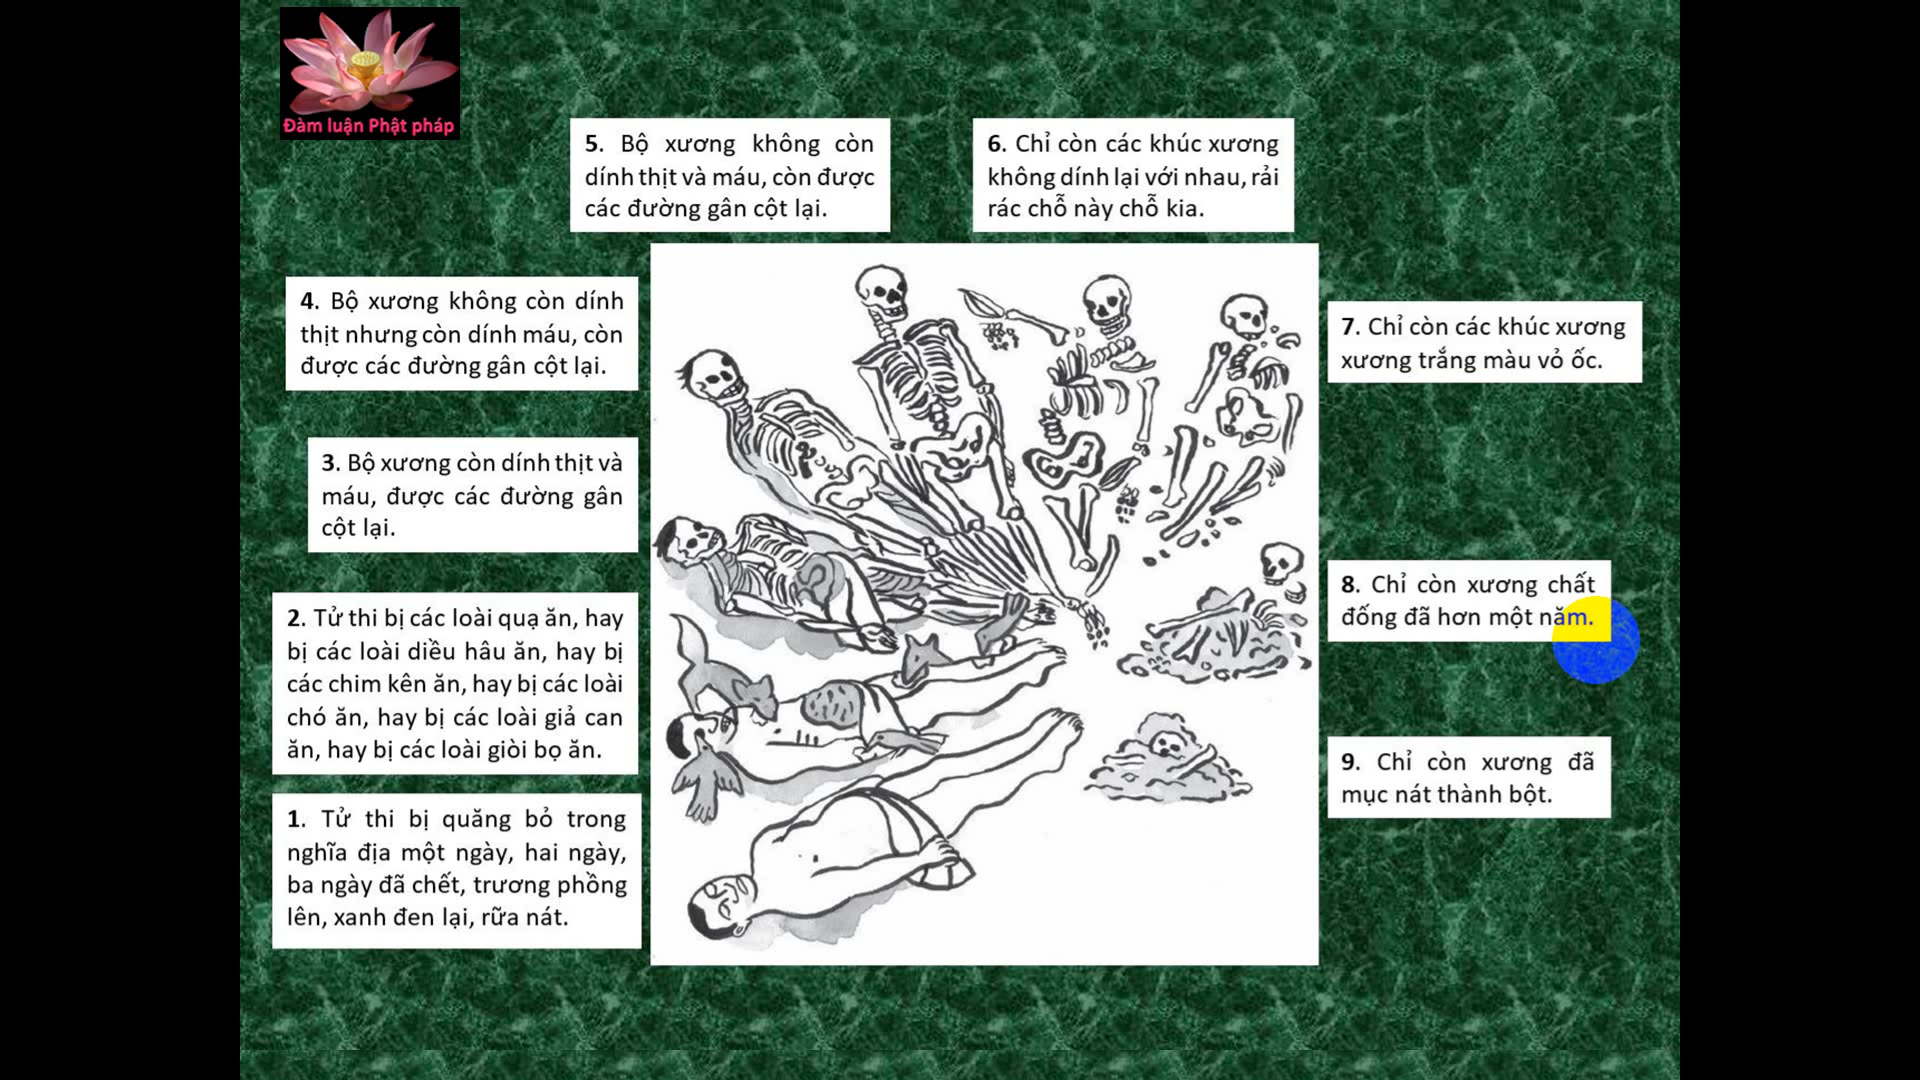 Đàm luận Phật pháp
5. Bộ xương không còn
dính thịt và máu, còn được
các đường gân cột lại.
6. Chỉ còn các khúc xương
không dính lại với nhau, rải
rác chỗ này chỗ kia.
4. Bộ xương không còn dính
thịt nhưng còn dính máu, còn
được các đường gân cột lại.
7. Chỉ còn các khúc xương
xương trắng màu vỏ ốc.
3. Bộ xương còn dính thịt và
máu, được các đường gân
cột lại.
8. Chỉ còn xương chất
đống đã hơn một năm.
2. Tử thi bị các loài quạ ăn, hay
bị các loài diều hâu ăn, hay bị
các chim kên ăn, hay bị các loài
chó ăn, hay bị các loài giả can
ăn, hay bị các loài giòi bọ ăn.
9. Chỉ còn xương đã
mục nát thành bột.
1. Tử thi bị quăng bỏ trong
nghĩa địa một ngày, hai ngày,
ba ngày đã chết, trương phồng
lên, xanh đen lại, rữa nát.